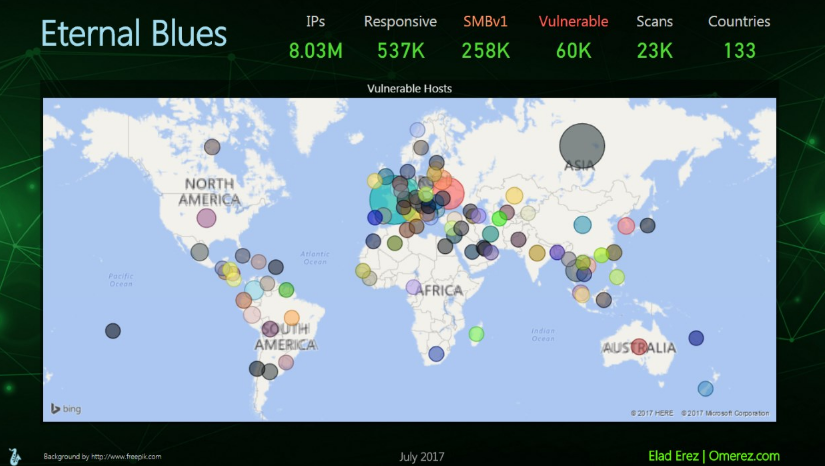 Eternal Blues
IPs Responsive SMBv1 Vulnerable Scans Countries
8.03M 537K 258K 60K 23K 133
Vulnerable Hosts
ASIA
NORTH
AMERICA
Atlantic
Ocean
Pacific
Ocean
AFRICA
SOUTH
AMERICA
Indian
Ocean
AUSTRALIA
bing
© 2017 HERE © 2017 Microsoft Corporation
Background by http://www.freepik.com
July 2017
Elad Erez | Omerez.com